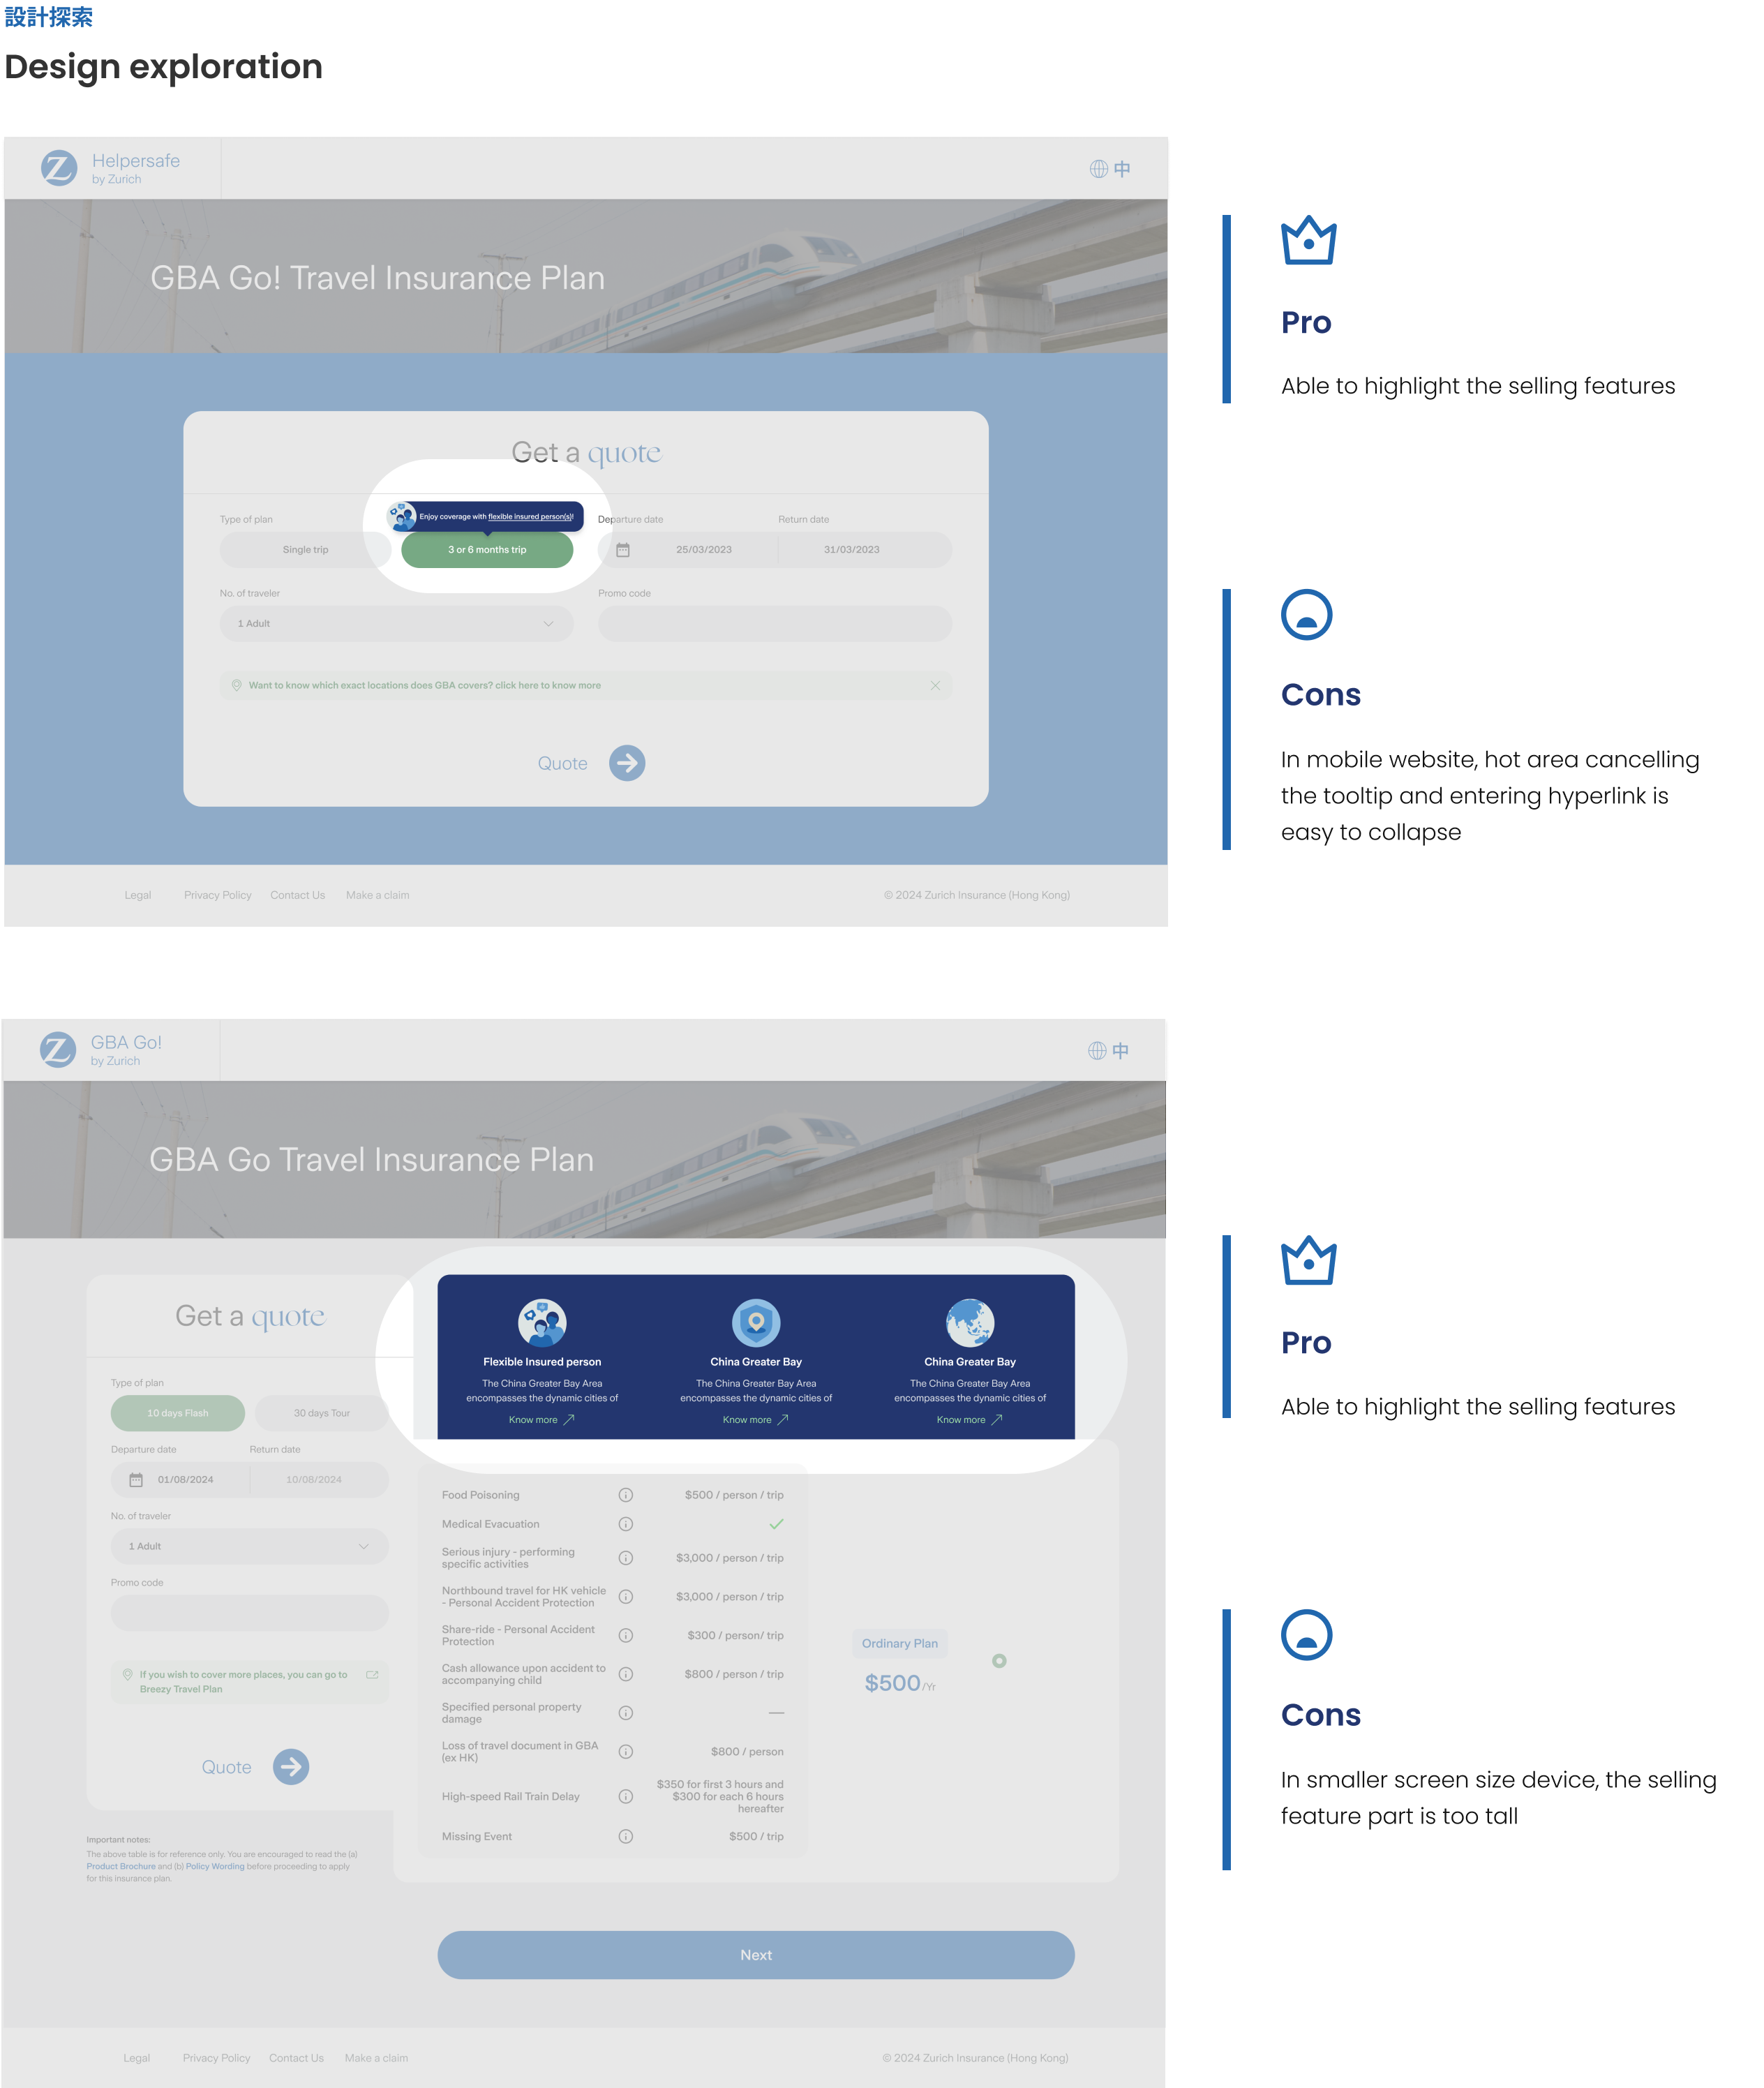 設計探索
Design exploration
Helpersafe
by Zurich
中
GBA Go! Travel Insurance Plan
Get a quote
Enjoy coverage with flexible insured person(s)!
Type of plan
Departure date
Return date
Single trip
3 or 6 months trip
25/03/2023
31/03/2023
No. of traveler
Promo code
1 Adult
Want to know which exact locations does GBA covers? click here to know more
Quote
Legal
Privacy Policy
Contact Us
Make a claim
© 2024 Zurich Insurance (Hong Kong)
Pro
Able to highlight the selling features
Cons
In mobile website, hot area cancelling
the tooltip and entering hyperlink is
easy to collapse
GBA Go!
by Zurich
中
GBA Go Travel Insurance Plan
Get a quote
Type of plan
10 days Flash
30 days Tour
Departure date
Return date
01/08/2024
10/08/2024
No. of traveler
1 Adult
Promo code
If you wish to cover more places, you can go to
Breezy Travel Plan
Quote
Important notes:
The above table is for reference only. You are encouraged to read the (a)
Product Brochure and (b) Policy Wording before proceeding to apply
for this insurance plan.
Flexible Insured person
The China Greater Bay Area
encompasses the dynamic cities of
Know more
China Greater Bay
The China Greater Bay Area
encompasses the dynamic cities of
Know more
China Greater Bay
The China Greater Bay Area
encompasses the dynamic cities of
Know more
Food Poisoning
$500 / person / trip
Medical Evacuation
Serious injury - performing
specific activities
$3,000 / person / trip
Northbound travel for HK vehicle
- Personal Accident Protection
$3,000 / person / trip
Share-ride - Personal Accident
Protection
$300 / person/ trip
Cash allowance upon accident to
accompanying child
$800 / person / trip
Specified personal property
damage
Loss of travel document in GBA
(ex HK)
$800 / person
High-speed Rail Train Delay
$350 for first 3 hours and
$300 for each 6 hours
hereafter
Missing Event
$500 / trip
Ordinary Plan
$500/Yr
Next
Legal
Privacy Policy
Contact Us
Make a claim
© 2024 Zurich Insurance (Hong Kong)
Pro
Able to highlight the selling features
Cons
In smaller screen size device, the selling
feature part is too tall